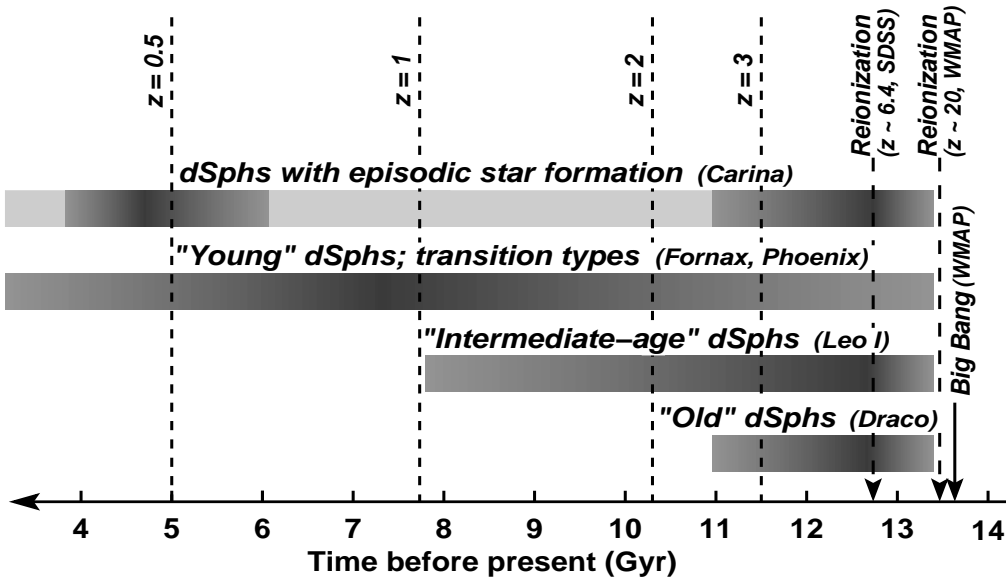 z = 0.5
z = 1
z = 2
z = 3
Reionization
(z ~ 6.4, SDSS)
Reionization
(z ~ 20, WMAP)
dSphs with episodic star formation (Carina)
"Young" dSphs; transition types (Fornax, Phoenix)
"Intermediate–age" dSphs (Leo I)
"Old" dSphs (Draco)
Big Bang (WMAP)
4 5 6 7 8 9 10 11 12 13 14
Time before present (Gyr)